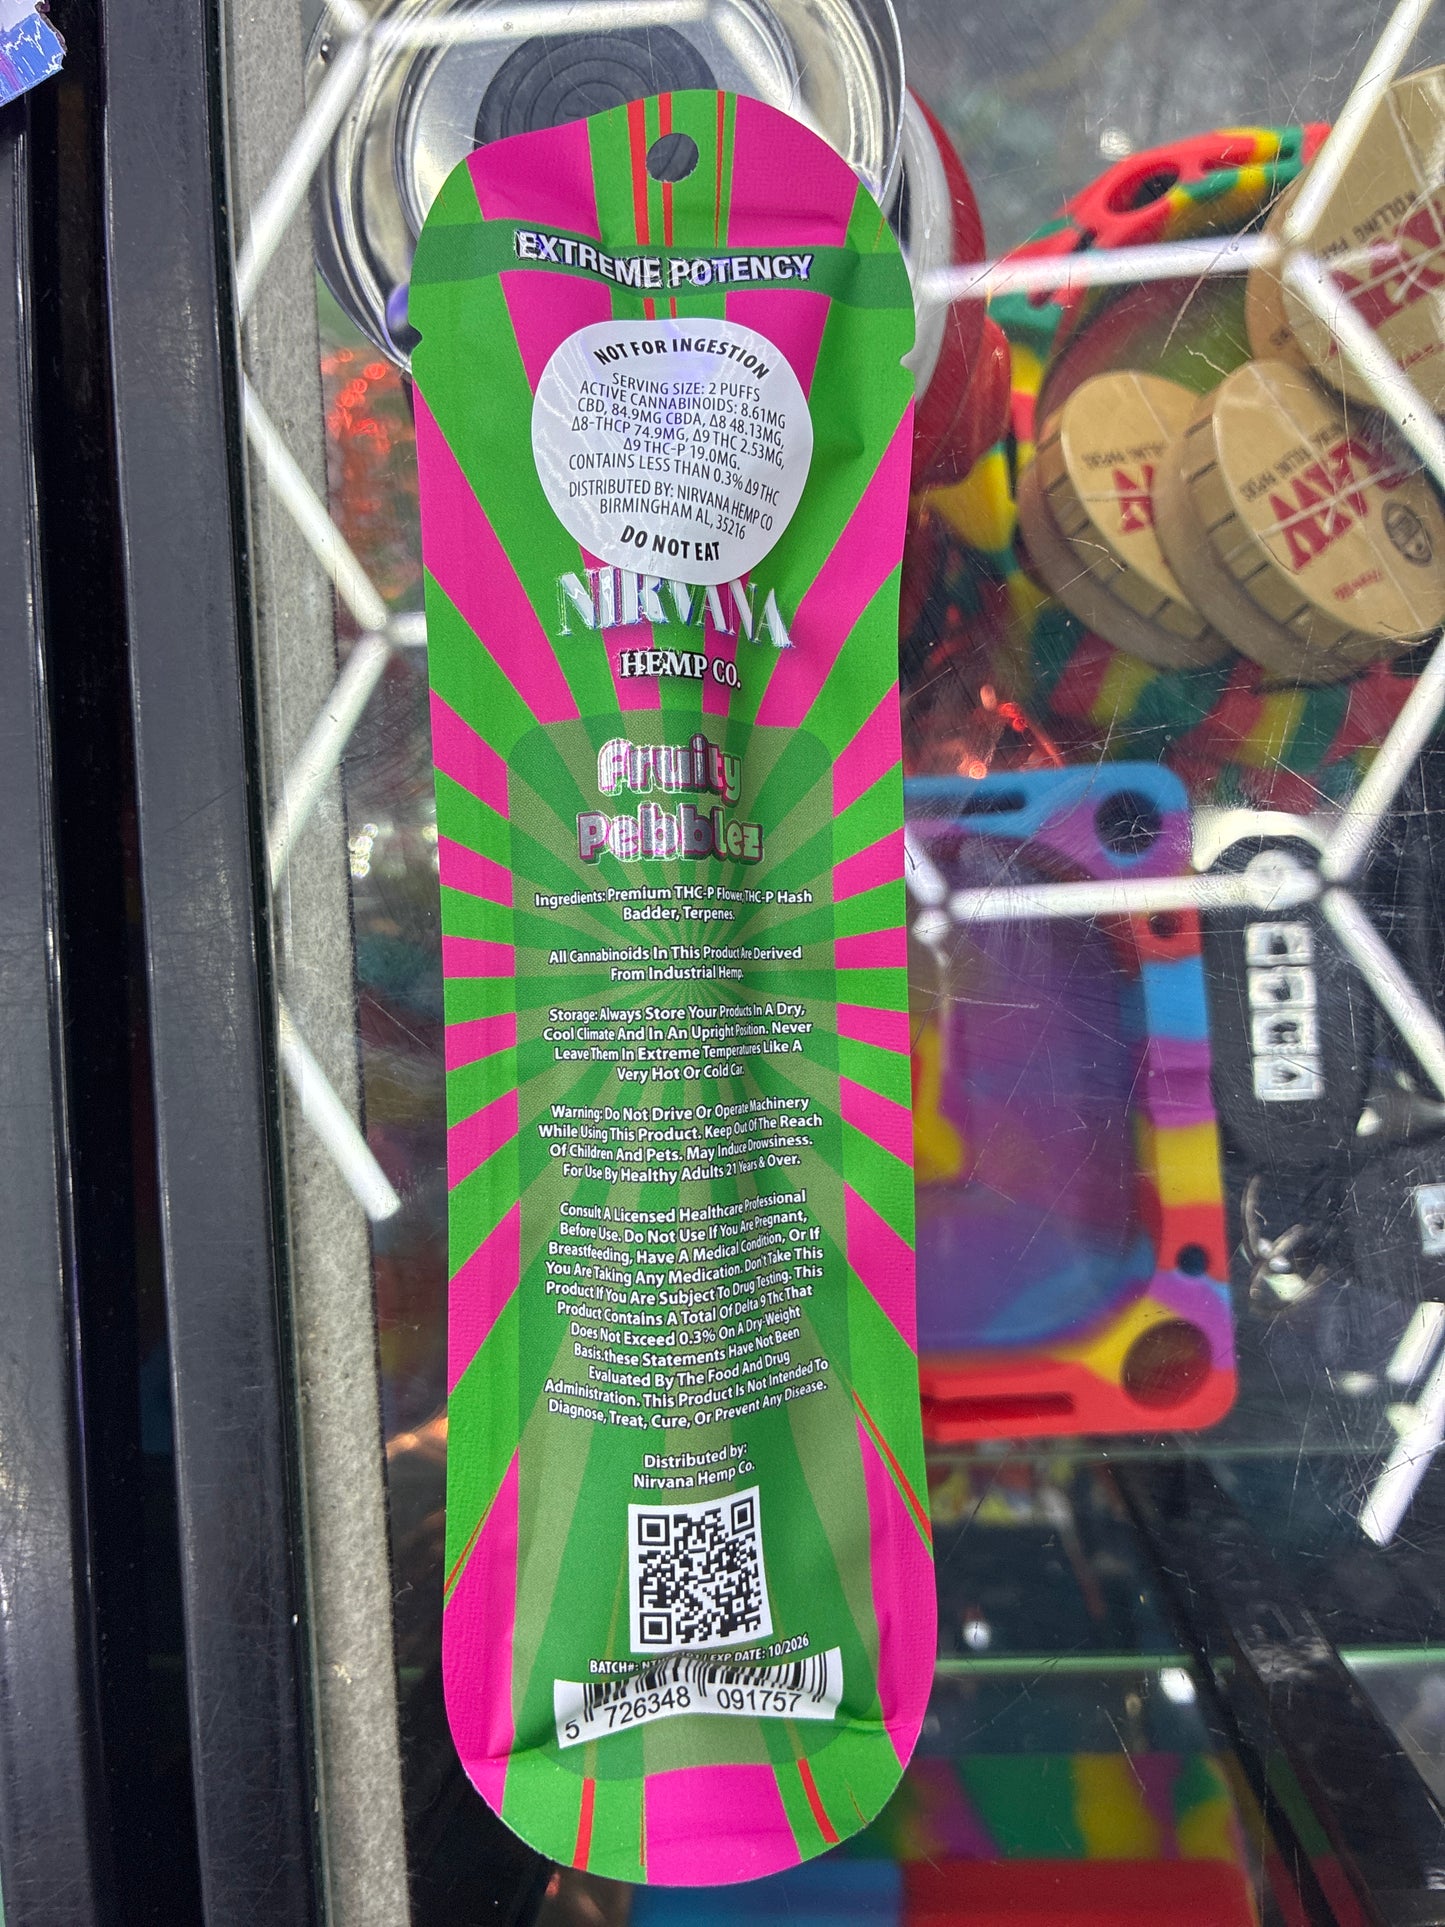 EXTREME POTENCY
NOT FOR INGESTION
SERVING SIZE: 2 PUFFS
ACTIVE CANNABINOIDS: 8.61MG
CBD, 84.9MG CBDA, Δ8 48.13MG,
Δ8-THCP 74.9MG, Δ9 THC 2.53MG,
Δ9 THC-P 19.0MG.
CONTAINS LESS THAN 0.3% Δ9 THC
DISTRIBUTED BY: NIRVANA HEMP CO
BIRMINGHAM AL, 35216
DO NOT EAT
NIRVANA
HEMP CO.
Fruity
Pebblez
Ingredients: Premium THC-P Flower, THC-P Hash
Badder, Terpenes.
All Cannabinoids In This Product Are Derived
From Industrial Hemp.
Storage: Always Store Your Products In A Dry,
Cool Climate And In An Upright Position. Never
Leave Them In Extreme Temperatures Like A
Very Hot Or Cold Car.
Warning: Do Not Drive Or Operate Machinery
While Using This Product. Keep Out Of The Reach
Of Children And Pets. May Induce Drowsiness.
For Use By Healthy Adults 21 Years & Over.
Consult A Licensed Healthcare Professional
Before Use. Do Not Use If You Are Pregnant,
Breastfeeding, Have A Medical Condition, Or If
You Are Taking Any Medication. Don't Take This
Product If You Are Subject To Drug Testing. This
Product Contains A Total Of Delta 9 Thc That
Does Not Exceed 0.3% On A Dry-Weight
Basis.these Statements Have Not Been
Evaluated By The Food And Drug
Administration. This Product Is Not Intended To
Diagnose, Treat, Cure, Or Prevent Any Disease.
Distributed by:
Nirvana Hemp Co.
BATCH#: EXP DATE: 10/2026
5 726348 091757
RAW
RAW
RAW